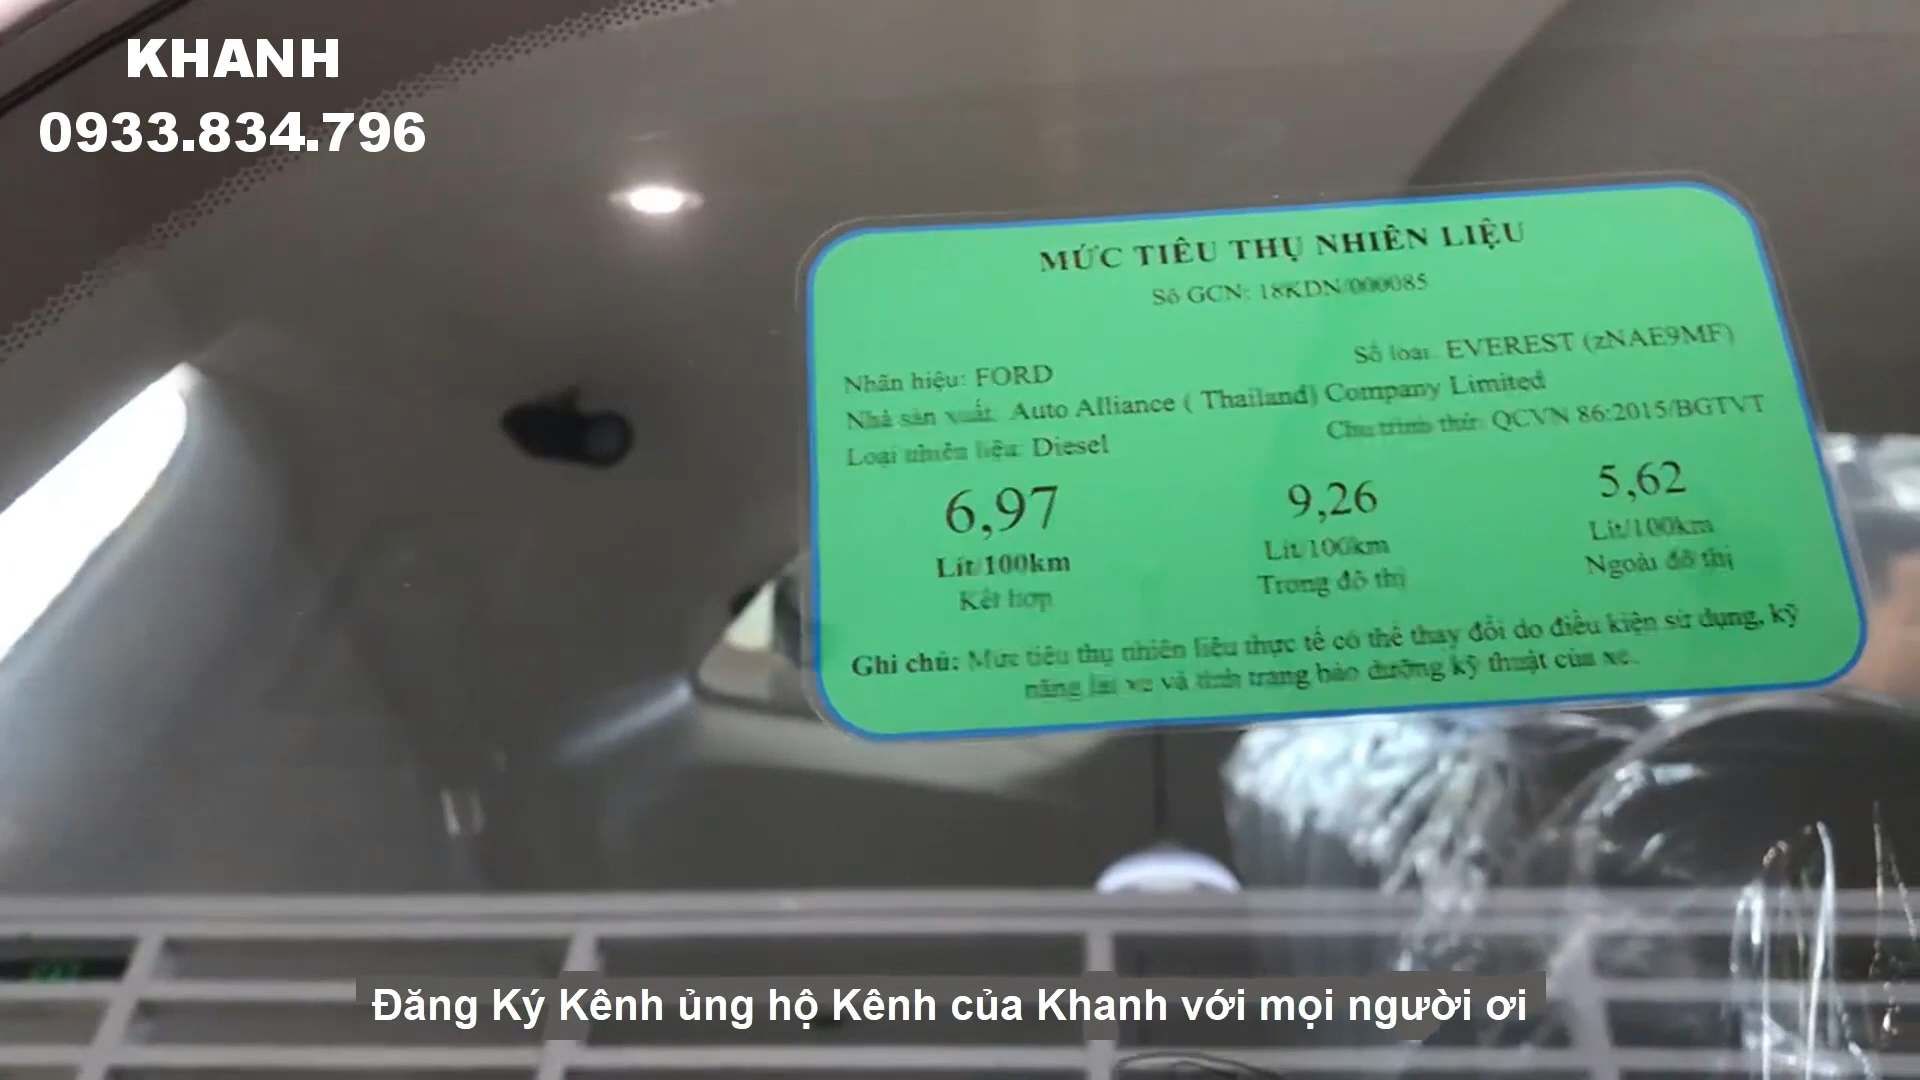 KHANH
0933.834.796
MỨC TIÊU THỤ NHIÊN LIỆU
Số GCN: 18KDN/000085
Nhãn hiệu: FORD
Số loại: EVEREST (zNAE9MF)
Nhà sản xuất: Auto Alliance ( Thailand) Company Limited
Loại nhiên liệu: Diesel
Chu trình thử: QCVN 86:2015/BGTVT
6,97
9,26
5,62
Lít/100km
Lít/100km
Lít/100km
Kết hợp
Trong đô thị
Ngoài đô thị
Ghi chú: Mức tiêu thụ nhiên liệu thực tế có thể thay đổi do điều kiện sử dụng, kỹ
năng lái xe và tình trạng bảo dưỡng kỹ thuật của xe.
Đăng Ký Kênh ủng hộ Kênh của Khanh với mọi người ơi